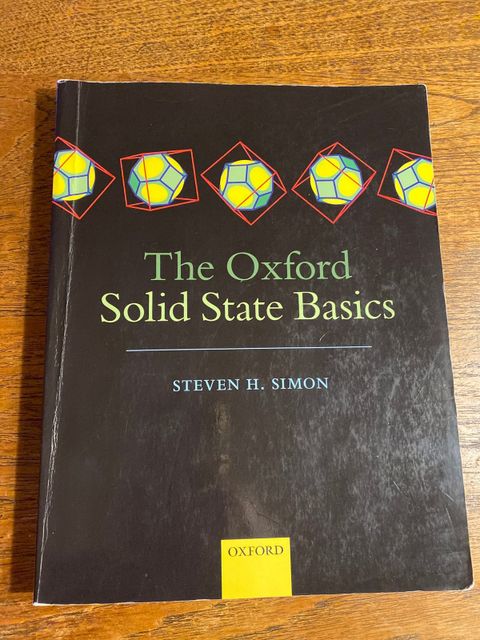 The Oxford
Solid State Basics
STEVEN H. SIMON
OXFORD